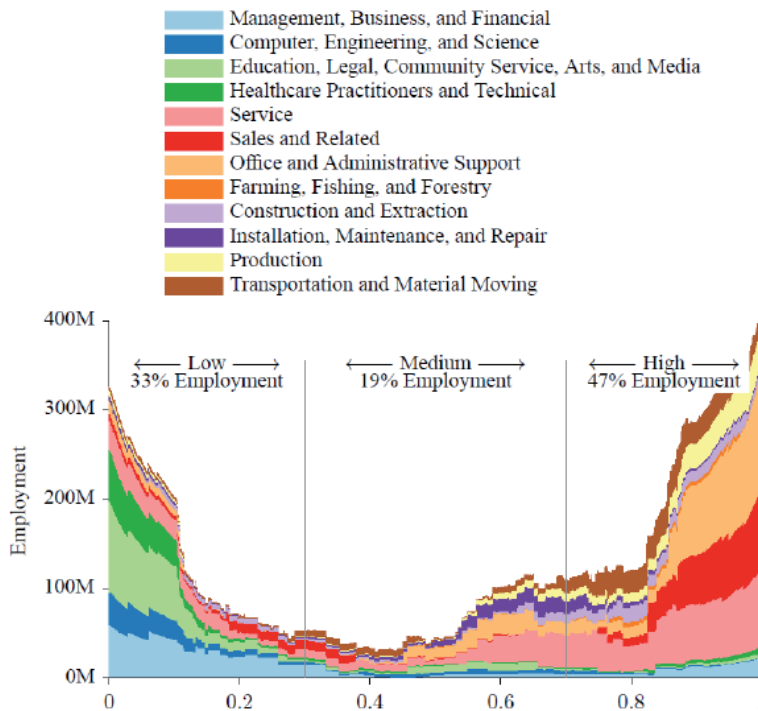 Management, Business, and Financial
Computer, Engineering, and Science
Education, Legal, Community Service, Arts, and Media
Healthcare Practitioners and Technical
Service
Sales and Related
Office and Administrative Support
Farming, Fishing, and Forestry
Construction and Extraction
Installation, Maintenance, and Repair
Production
Transportation and Material Moving
400M
← Low →
33% Employment
← Medium →
19% Employment
← High →
47% Employment
300M
200M
100M
0M
Employment
0 0.2 0.4 0.6 0.8